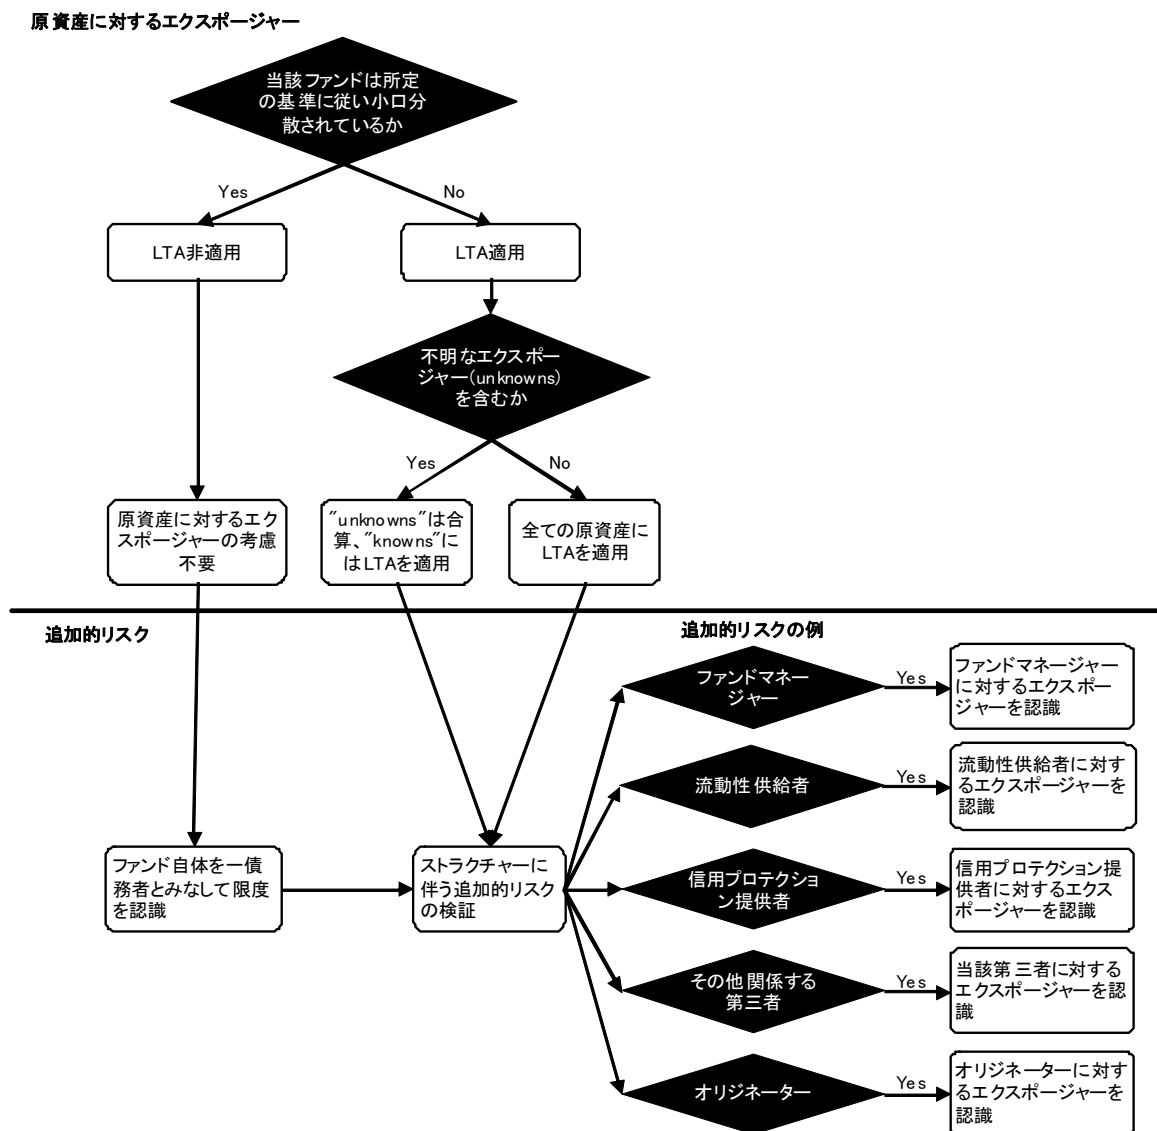 原資産に対するエクスポージャー
当該ファンドは所定
の基準に従い小口分
散されているか
Yes
No
LTA非適用
LTA適用
不明なエクスポー
ジャー(unknowns)
を含むか
Yes
No
原資産に対するエク
スポージャーの考慮
不要
"unknowns"は合
算、"knowns"に
はLTAを適用
全ての原資産に
LTAを適用
追加的リスク
追加的リスクの例
ファンドマネー
ジャー
Yes
ファンドマネージャー
に対するエクスポー
ジャーを認識
流動性供給者
Yes
流動性供給者に対す
るエクスポージャーを
認識
ファンド自体を一債
務者とみなして限度
を認識
ストラクチャーに
伴う追加的リスク
の検証
信用プロテクショ
ン提供者
Yes
信用プロテクション提
供者に対するエクス
ポージャーを認識
その他関係する
第三者
Yes
当該第三者に対する
エクスポージャーを認
識
オリジネーター
Yes
オリジネーターに対す
るエクスポージャーを
認識